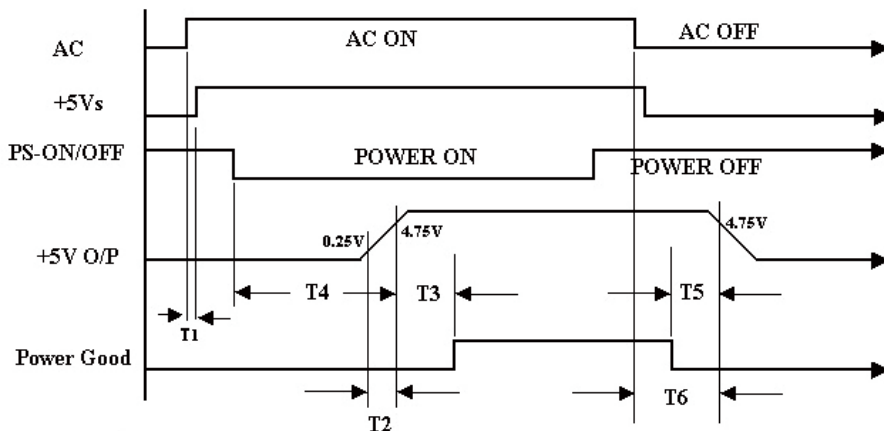 AC
AC ON
AC OFF
+5Vs
PS-ON/OFF
POWER ON
POWER OFF
+5V O/P
0.25V
4.75V
4.75V
T4
T3
T5
T1
Power Good
T2
T6